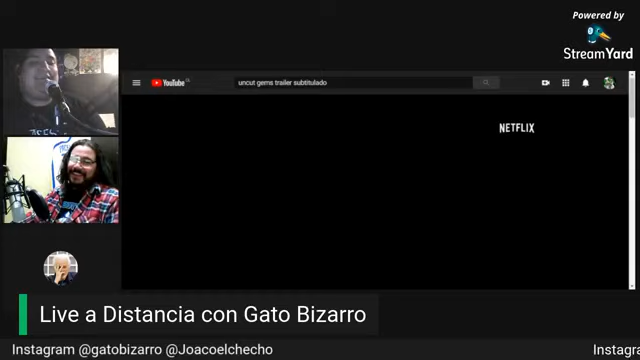 Powered by
StreamYard
YouTube
uncut gems trailer subtitulado
NETFLIX
Live a Distancia con Gato Bizarro
Instagram @gatobizarro @Joacoelchecho
Instagra